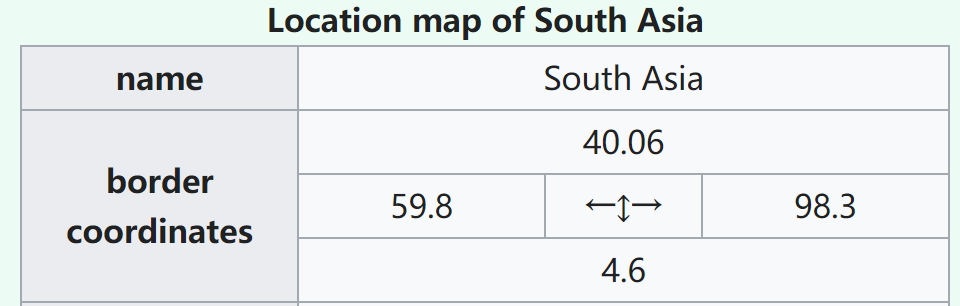 Location map of South Asia
name
South Asia
border
coordinates
40.06
59.8 ←↕→ 98.3
4.6